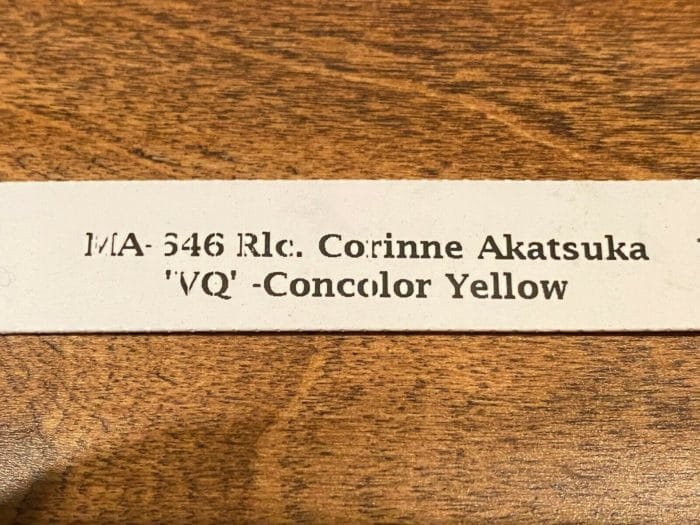 MA- 646 Rlc. Corinne Akatsuka
'VQ' -Concolor Yellow